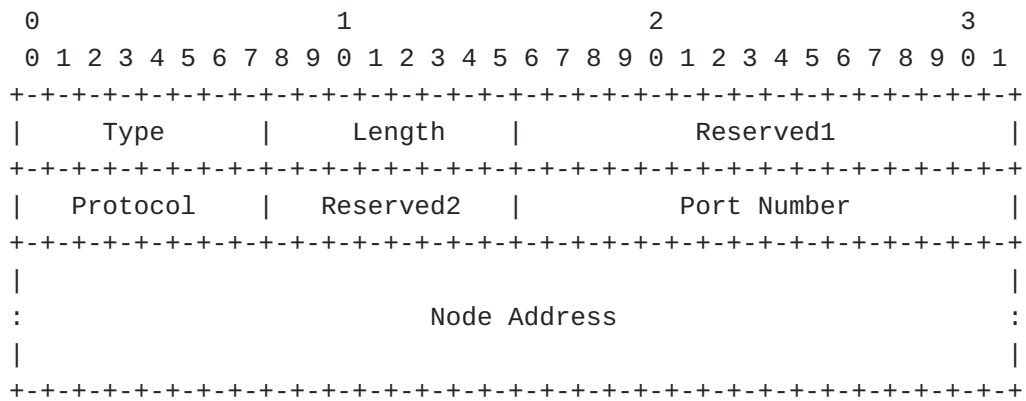 0                   1                   2                   3
 0 1 2 3 4 5 6 7 8 9 0 1 2 3 4 5 6 7 8 9 0 1 2 3 4 5 6 7 8 9 0 1
+-+-+-+-+-+-+-+-+-+-+-+-+-+-+-+-+-+-+-+-+-+-+-+-+-+-+-+-+-+-+-+-+
|     Type      |     Length    |           Reserved1           |
+-+-+-+-+-+-+-+-+-+-+-+-+-+-+-+-+-+-+-+-+-+-+-+-+-+-+-+-+-+-+-+-+
|   Protocol    |   Reserved2   |          Port Number          |
+-+-+-+-+-+-+-+-+-+-+-+-+-+-+-+-+-+-+-+-+-+-+-+-+-+-+-+-+-+-+-+-+
|                                                               |
:                          Node Address                         :
|                                                               |
+-+-+-+-+-+-+-+-+-+-+-+-+-+-+-+-+-+-+-+-+-+-+-+-+-+-+-+-+-+-+-+-+